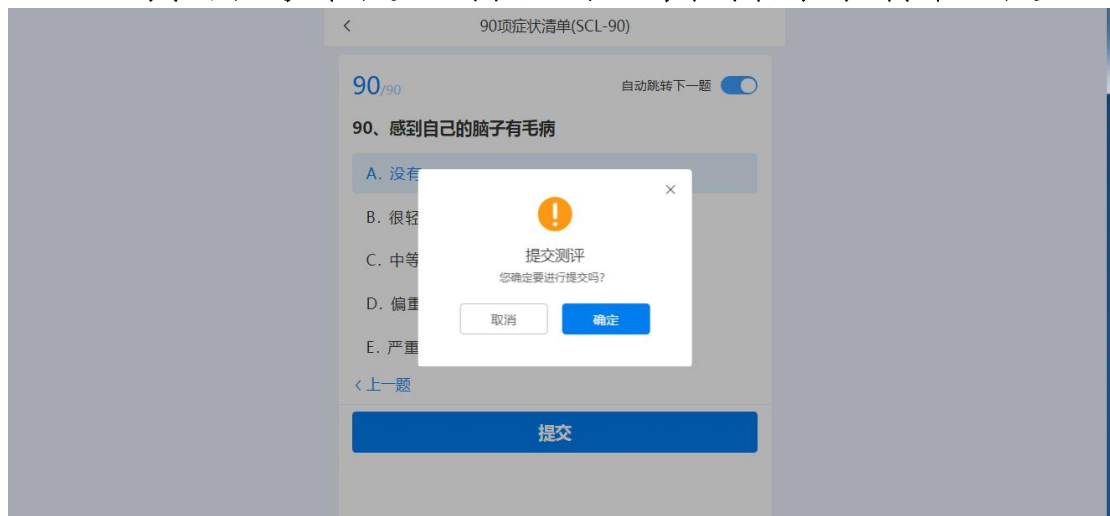 90项症状清单(SCL-90)
90/90
自动跳转下一题
90、感到自己的脑子有毛病
A. 没有
B. 很轻
C. 中等
D. 偏重
E. 严重
提交测评
您确定要进行提交吗?
取消
确定
上一题
提交